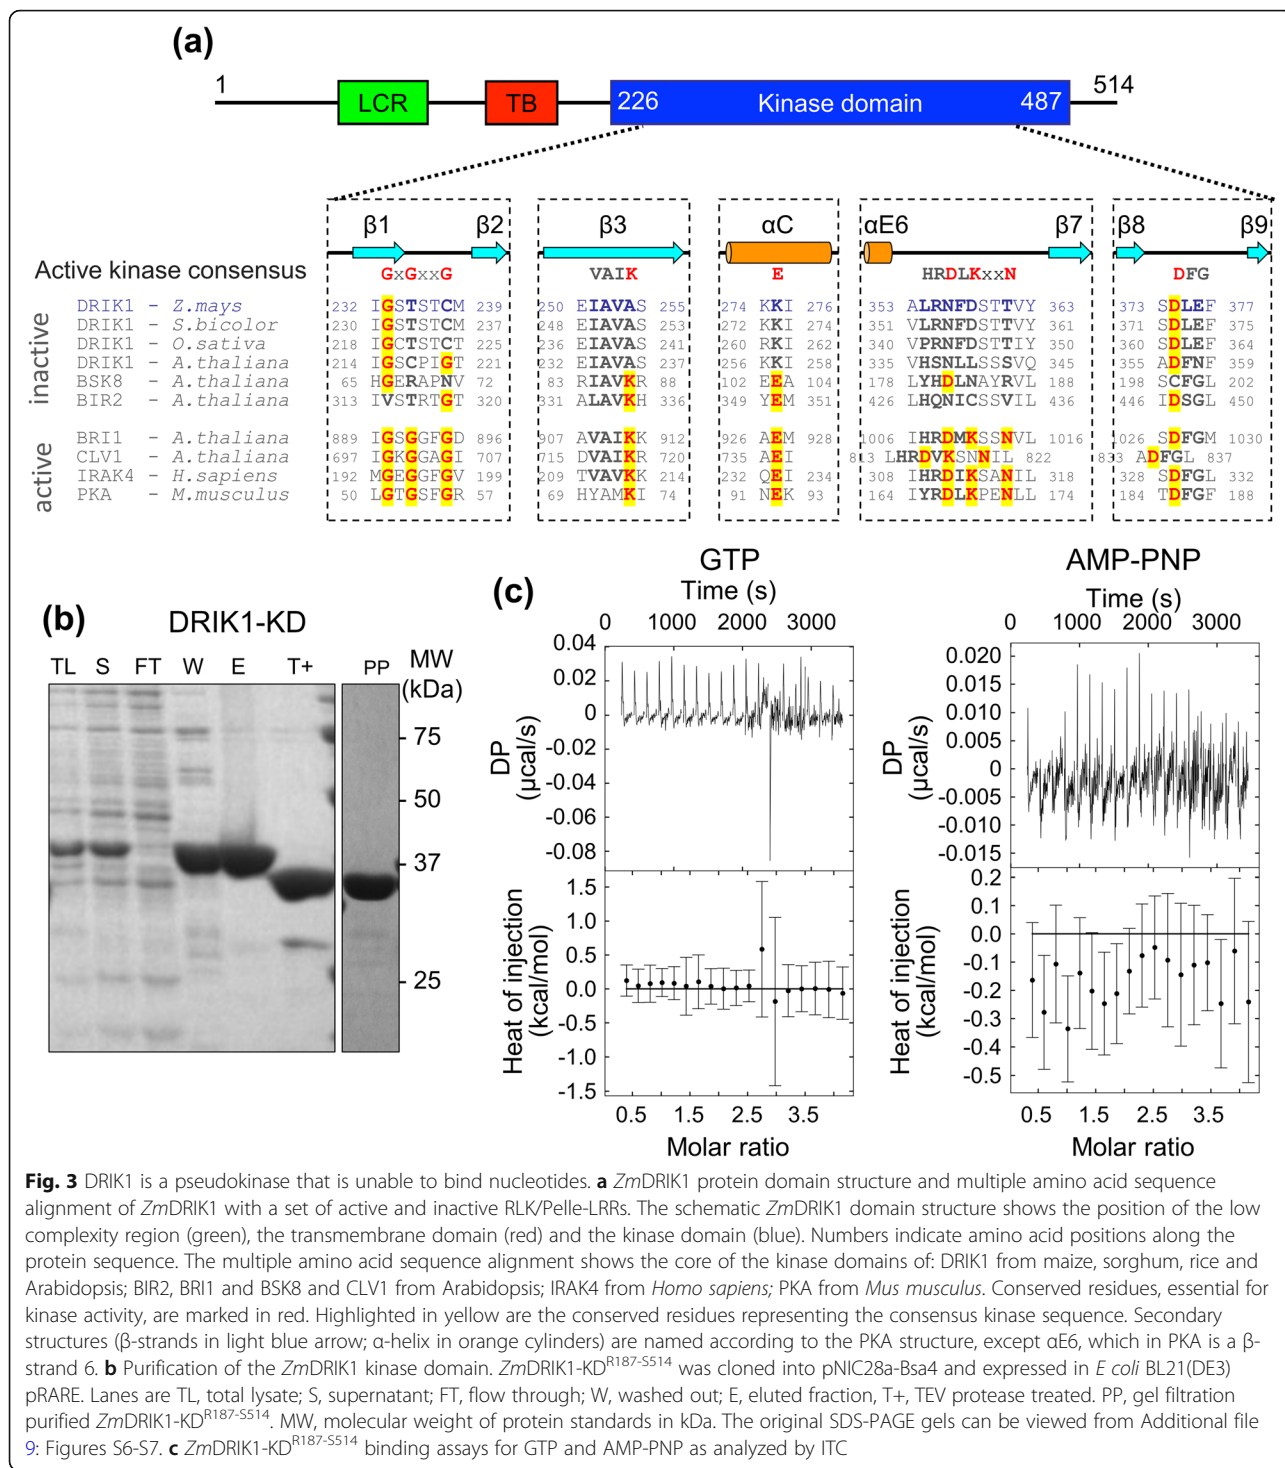 (a)
1
LCR
TB
226
Kinase domain
487
514
β1 β2 β3 αC αE6 β7 β8 β9
Active kinase consensus GxGxxG VAIK E HRDLKxxN DFG
inactive
DRIK1 – Z.mays 232 IGSTSTCM 239 250 EIAVAS 255 274 KKI 276 353 ALRNFDSTTVY 363 373 SDLEF 377
DRIK1 – S.bicolor 230 IGSTSTCM 237 248 EIAVAS 253 272 KKI 274 351 VLRNFDSTTVY 361 371 SDLEF 375
DRIK1 – O.sativa 218 IGCTSTCT 225 236 EIAVAS 241 260 RKI 262 340 VPRNFDSTTIY 350 360 SDLEF 364
DRIK1 – A.thaliana 214 IGSCPIGT 221 232 EIAVAS 237 256 KKI 258 335 VHSNLLSSSVQ 345 355 ADFNF 359
BSK8 – A.thaliana 65 HGERAPNV 72 83 RIAVKR 88 102 EEA 104 178 LYHDLNAYRVL 188 198 SCFGL 202
BIR2 – A.thaliana 313 IVSTRTGT 320 331 ALAVKH 336 349 YEM 351 426 LHQNICSSVIL 436 446 IDSGL 450
active
BRI1 – A.thaliana 889 IGSGGFGD 896 907 AVAIKK 912 926 AEM 928 1006 IHRDMKSSNVL 1016 1026 SDFGM 1030
CLV1 – A.thaliana 697 IGKGGAGI 707 715 DVAIKR 720 735 AEI 813 LHRDVKSNNIL 822 833 ADFGL 837
IRAK4 – H.sapiens 192 MGEGGFGV 199 209 TVAVKK 214 232 QEI 234 308 IHRDIKSANIL 318 328 SDFGL 332
PKA – M.musculus 50 LGTGSFGR 57 69 HYAMKI 74 91 NEK 93 164 IYRDLKPENLL 174 184 TDFGF 188
(b)
DRIK1-KD
TL S FT W E T+ PP MW
(kDa)
75
50
37
25
(c)
GTP
Time (s)
0 1000 2000 3000
0.04
0.02
0
-0.02
-0.04
-0.06
-0.08
DP
(µcal/s)
1.5
1.0
0.5
0.0
-0.5
-1.0
-1.5
Heat of injection
(kcal/mol)
0.5 1.5 2.5 3.5
Molar ratio
AMP-PNP
Time (s)
0 1000 2000 3000
0.020
0.015
0.010
0.005
0
-0.005
-0.010
-0.015
DP
(µcal/s)
0.2
0.1
0.0
-0.1
-0.2
-0.3
-0.4
-0.5
Heat of injection
(kcal/mol)
0.5 1.5 2.5 3.5
Molar ratio
Fig. 3 DRIK1 is a pseudokinase that is unable to bind nucleotides. a ZmDRIK1 protein domain structure and multiple amino acid sequence
alignment of ZmDRIK1 with a set of active and inactive RLK/Pelle-LRRs. The schematic ZmDRIK1 domain structure shows the position of the low
complexity region (green), the transmembrane domain (red) and the kinase domain (blue). Numbers indicate amino acid positions along the
protein sequence. The multiple amino acid sequence alignment shows the core of the kinase domains of: DRIK1 from maize, sorghum, rice and
Arabidopsis; BIR2, BRI1 and BSK8 and CLV1 from Arabidopsis; IRAK4 from Homo sapiens; PKA from Mus musculus. Conserved residues, essential for
kinase activity, are marked in red. Highlighted in yellow are the conserved residues representing the consensus kinase sequence. Secondary
structures (β-strands in light blue arrow; α-helix in orange cylinders) are named according to the PKA structure, except αE6, which in PKA is a β-
strand 6. b Purification of the ZmDRIK1 kinase domain. ZmDRIK1-KDR187-S514 was cloned into pNIC28a-Bsa4 and expressed in E coli BL21(DE3)
pRARE. Lanes are TL, total lysate; S, supernatant; FT, flow through; W, washed out; E, eluted fraction, T+, TEV protease treated. PP, gel filtration
purified ZmDRIK1-KDR187-S514. MW, molecular weight of protein standards in kDa. The original SDS-PAGE gels can be viewed from Additional file
9: Figures S6-S7. c ZmDRIK1-KDR187-S514 binding assays for GTP and AMP-PNP as analyzed by ITC